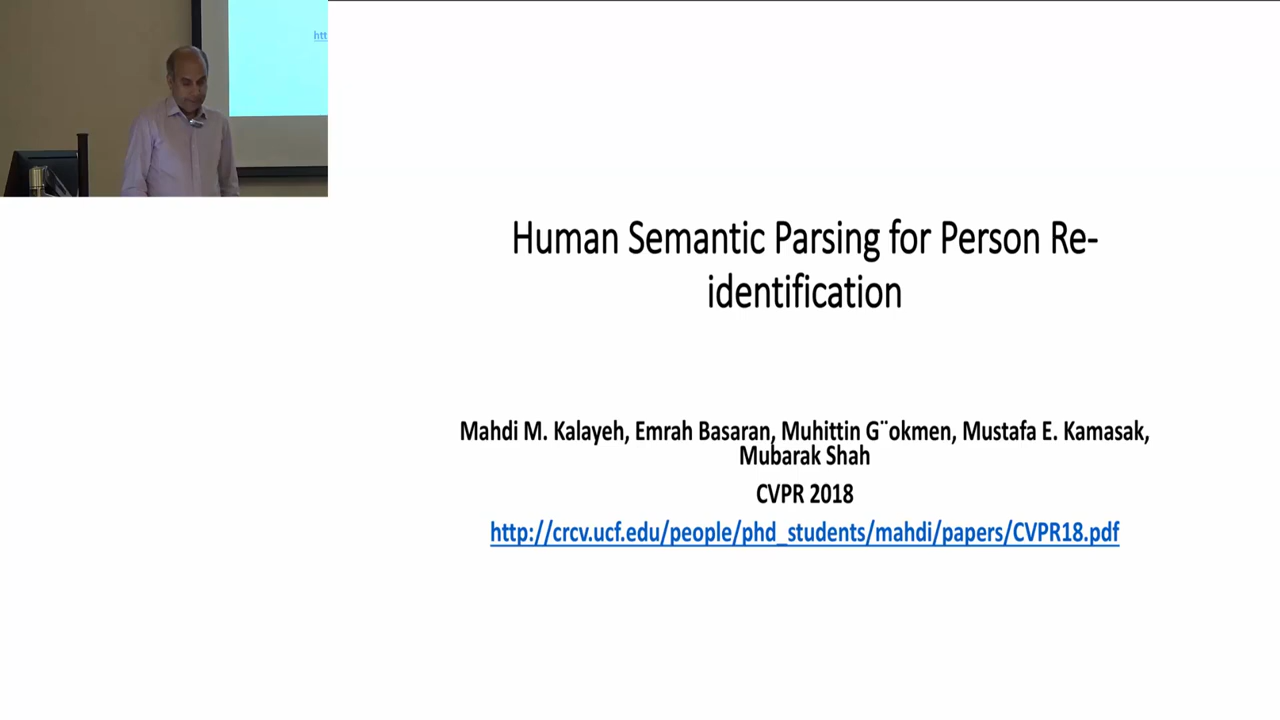 htt
Human Semantic Parsing for Person Re-
identification
Mahdi M. Kalayeh, Emrah Basaran, Muhittin G¨okmen, Mustafa E. Kamasak,
Mubarak Shah
CVPR 2018
http://crcv.ucf.edu/people/phd_students/mahdi/papers/CVPR18.pdf